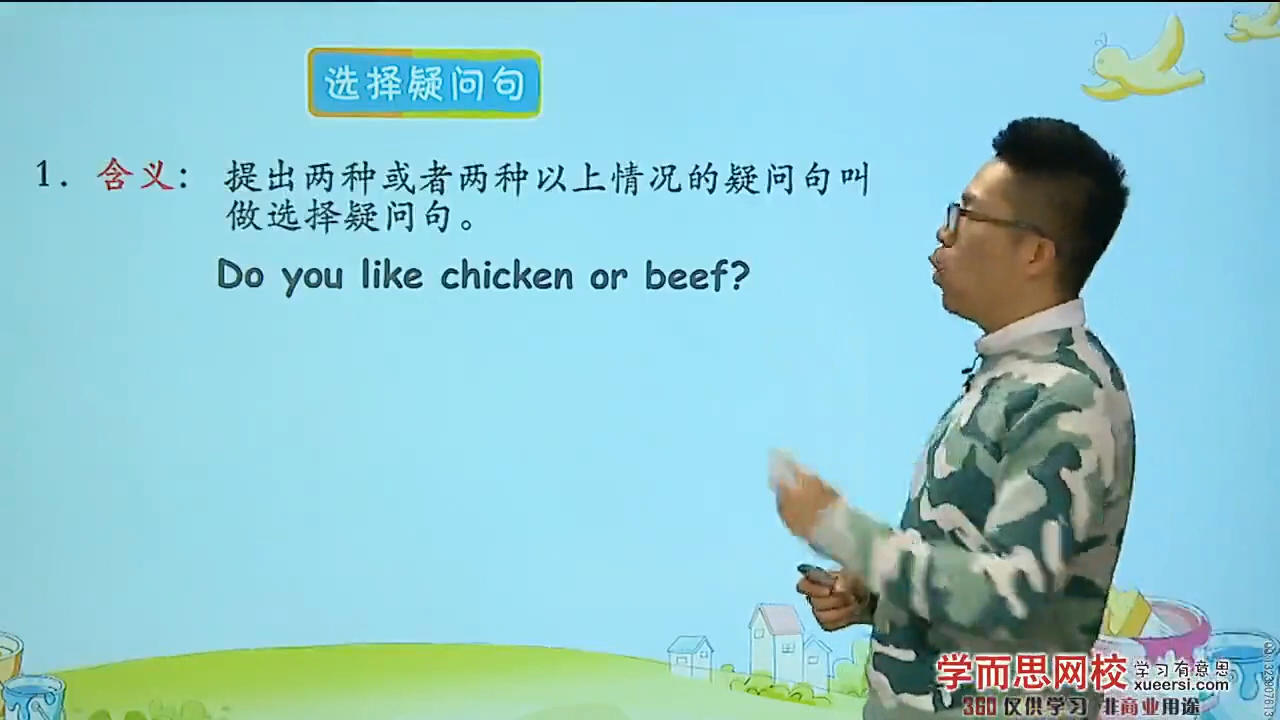 选择疑问句
1. 含义: 提出两种或者两种以上情况的疑问句叫
做选择疑问句。
Do you like chicken or beef?
学而思网校 学习有意思
xueersi.com
360 仅供学习 非商业用途